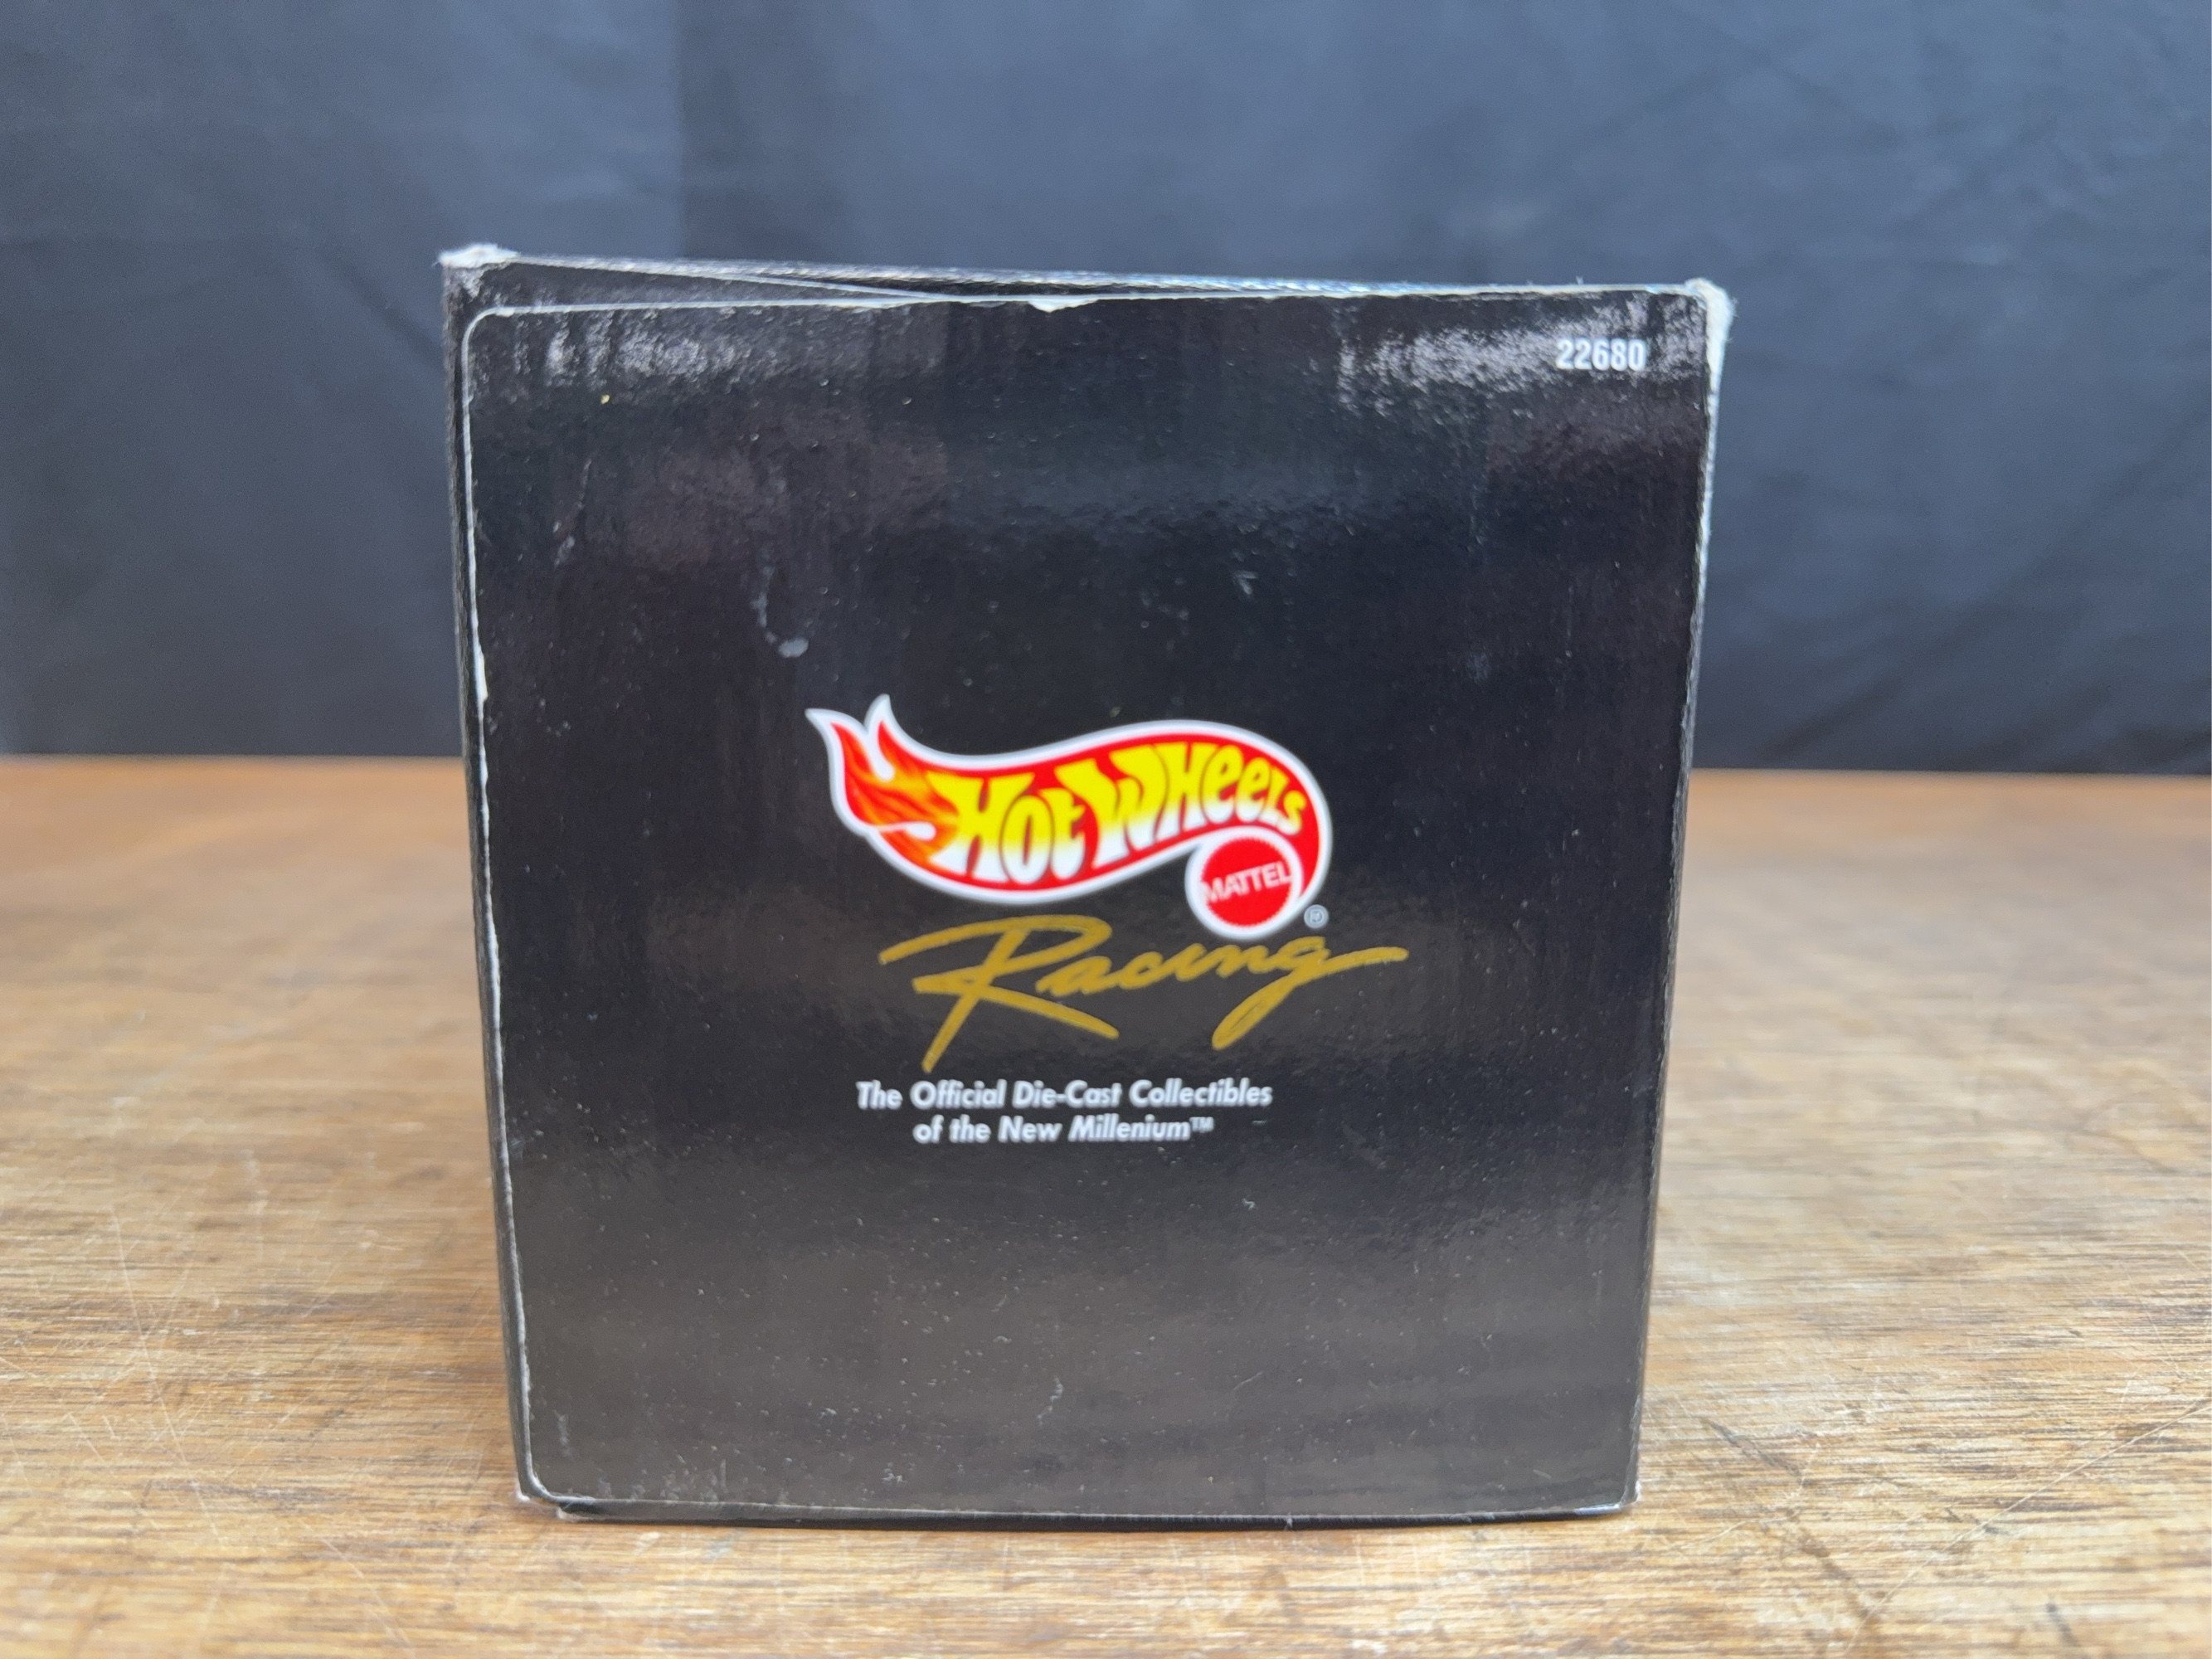 22680
Hot Wheels
MATTEL
®
Racing
The Official Die-Cast Collectibles
of the New Millenium™